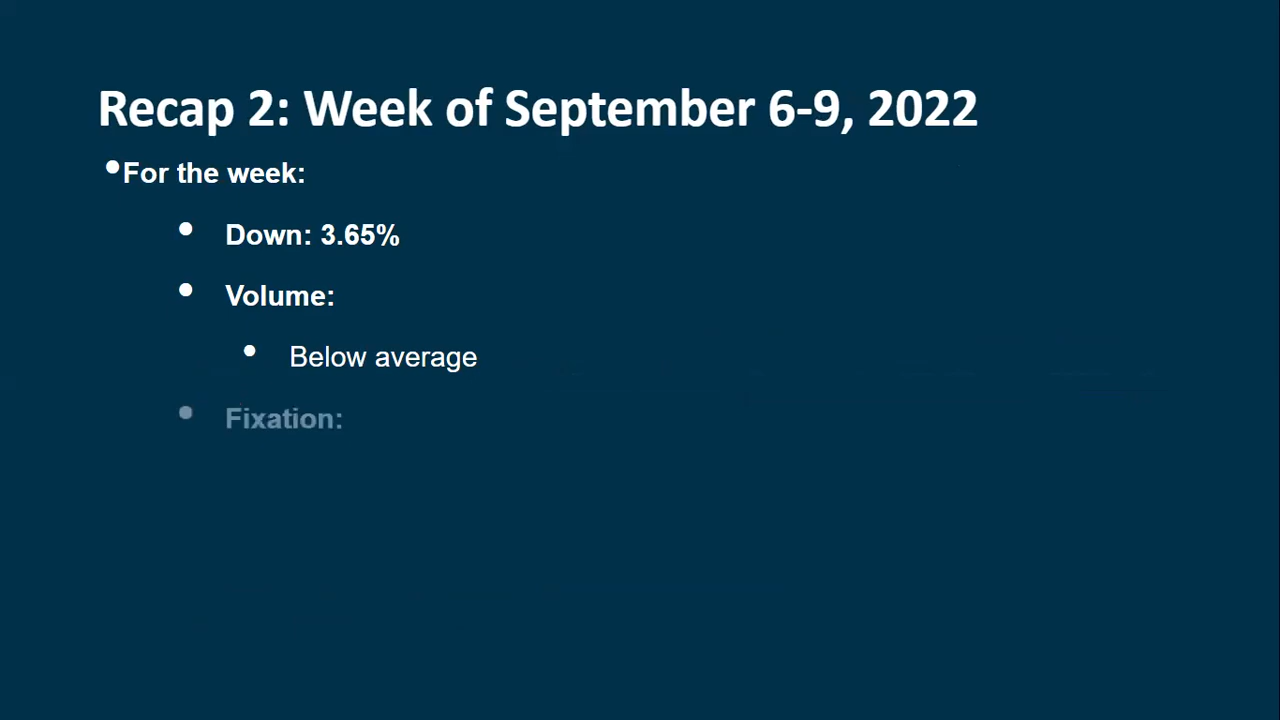 Recap 2: Week of September 6-9, 2022
•For the week:
• Down: 3.65%
• Volume:
• Below average
• Fixation: